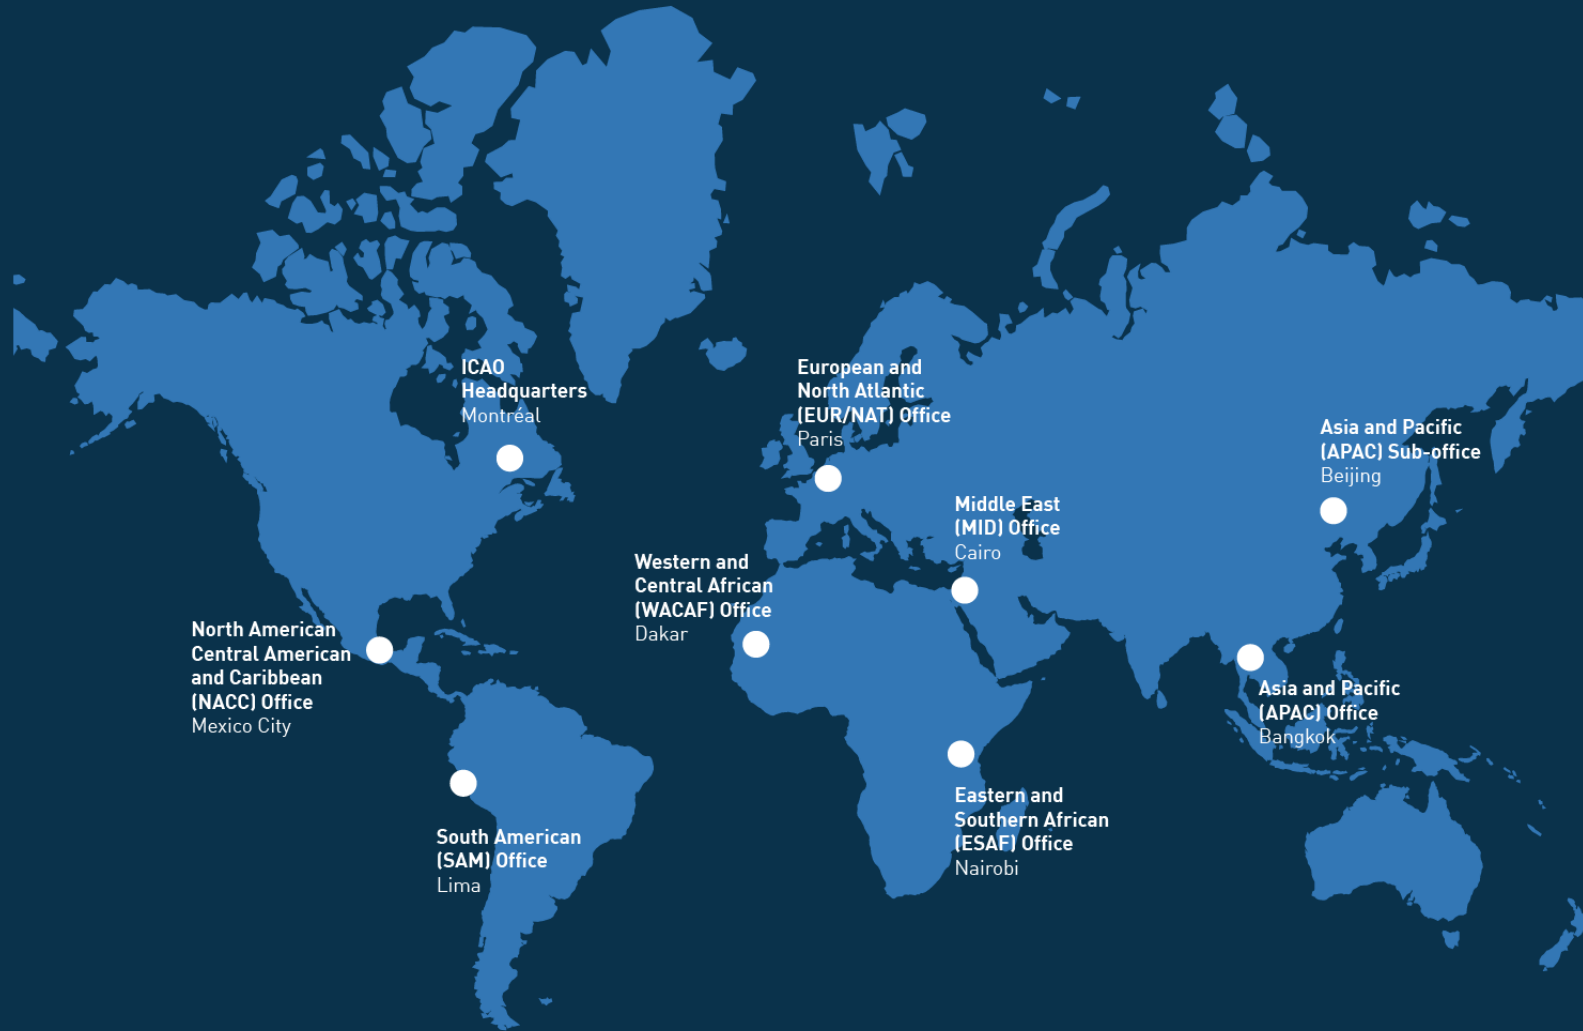 ICAO
Headquarters
Montréal
European and
North Atlantic
(EUR/NAT) Office
Paris
Asia and Pacific
(APAC) Sub-office
Beijing
Middle East
(MID) Office
Cairo
Western and
Central African
(WACAF) Office
Dakar
North American
Central American
and Caribbean
(NACC) Office
Mexico City
Asia and Pacific
(APAC) Office
Bangkok
Eastern and
Southern African
(ESAF) Office
Nairobi
South American
(SAM) Office
Lima